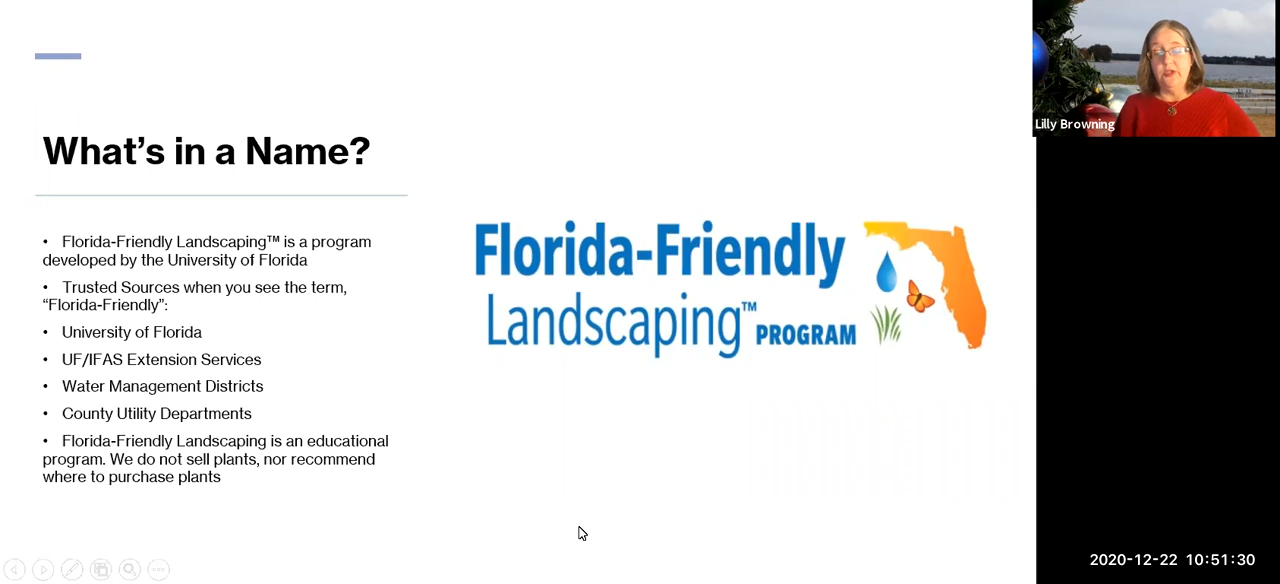 What's in a Name?
• Florida-Friendly Landscaping™ is a program
developed by the University of Florida
• Trusted Sources when you see the term,
“Florida-Friendly”:
• University of Florida
• UF/IFAS Extension Services
• Water Management Districts
• County Utility Departments
• Florida-Friendly Landscaping is an educational
program. We do not sell plants, nor recommend
where to purchase plants
Florida-Friendly
Landscaping™ PROGRAM
Lilly Browning
2020-12-22 10:51:30